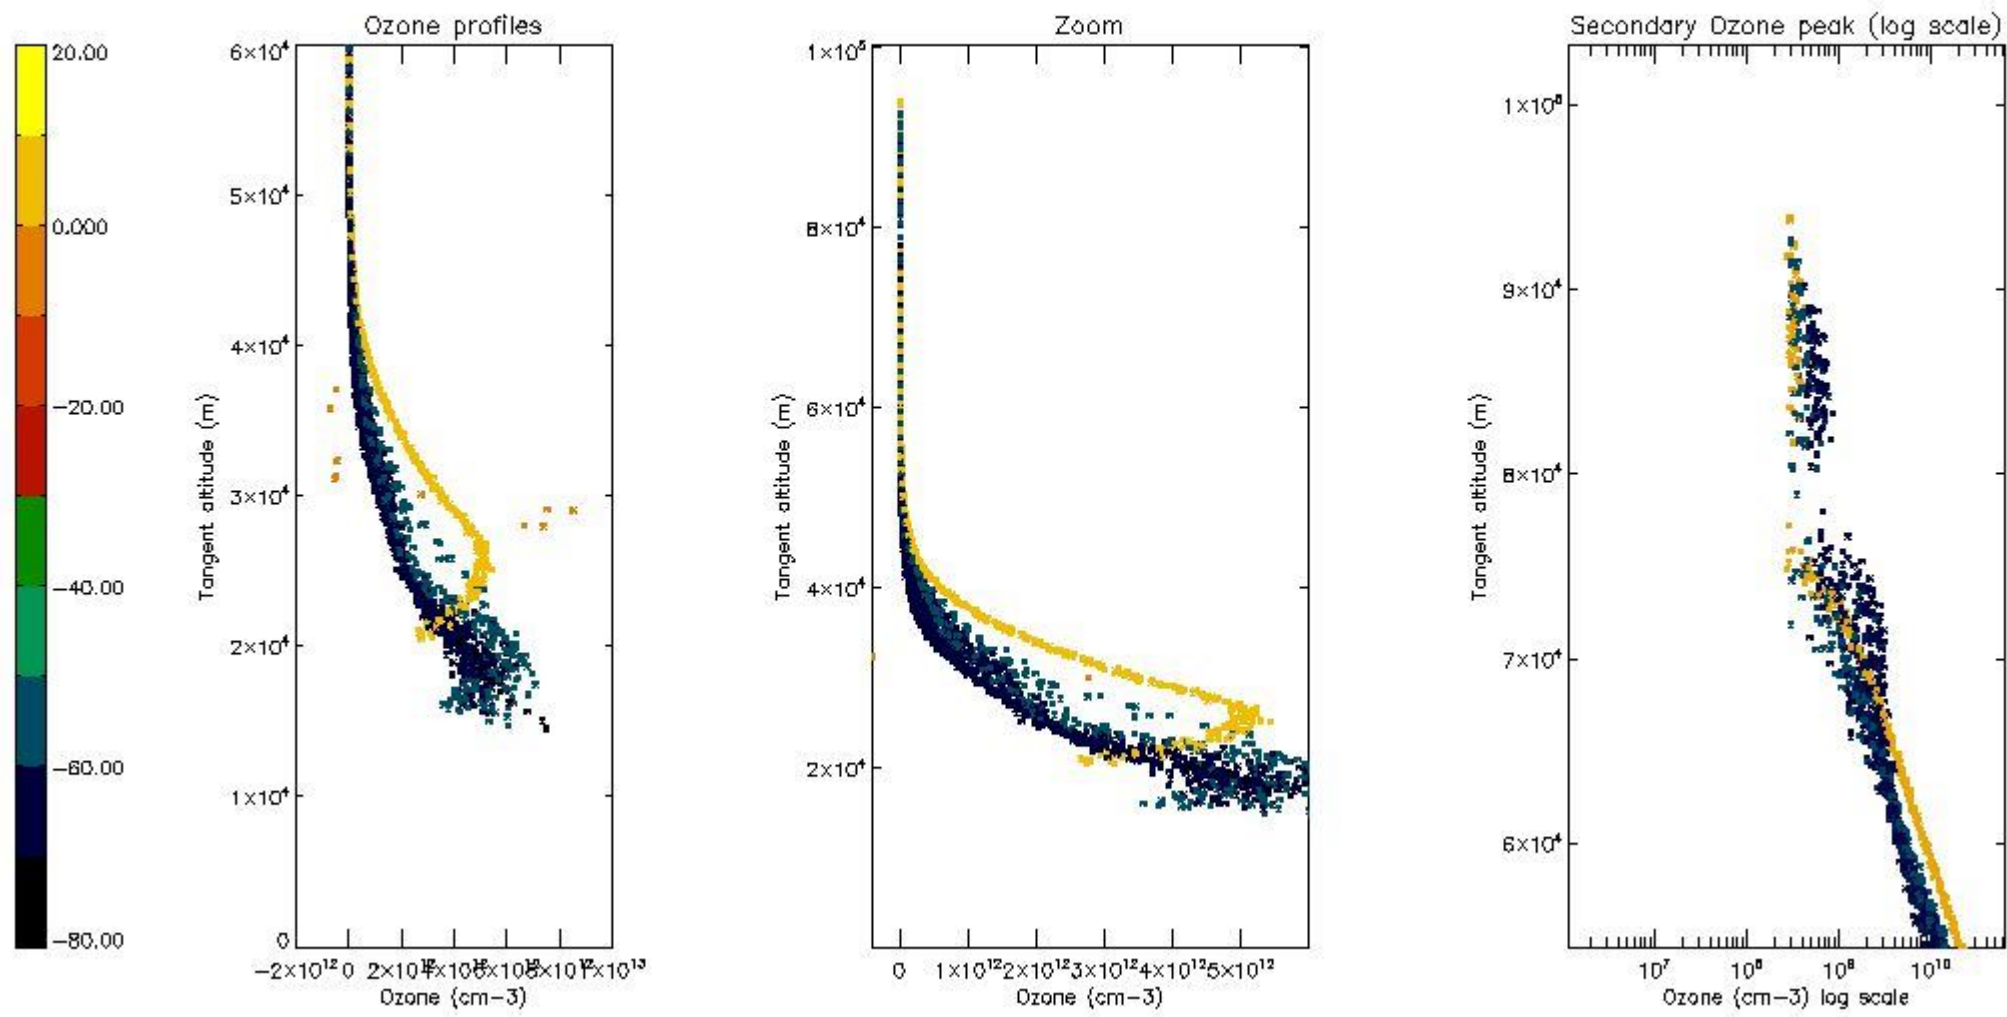 Ozone profiles
Zoom
Secondary Ozone peak (log scale)
20.00
0.000
−20.00
−40.00
−60.00
−80.00
6×10⁴
5×10⁴
4×10⁴
3×10⁴
2×10⁴
1×10⁴
0
Tangent altitude (m)
−2×10¹² 0
Ozone (cm−3)
1×10⁵
8×10⁴
6×10⁴
4×10⁴
2×10⁴
Tangent altitude (m)
0 1×10¹² 2×10¹² 3×10¹² 4×10¹² 5×10¹²
Ozone (cm−3)
1×10⁵
9×10⁴
8×10⁴
7×10⁴
6×10⁴
Tangent altitude (m)
10⁷ 10⁸ 10⁹ 10¹⁰
Ozone (cm−3) log scale